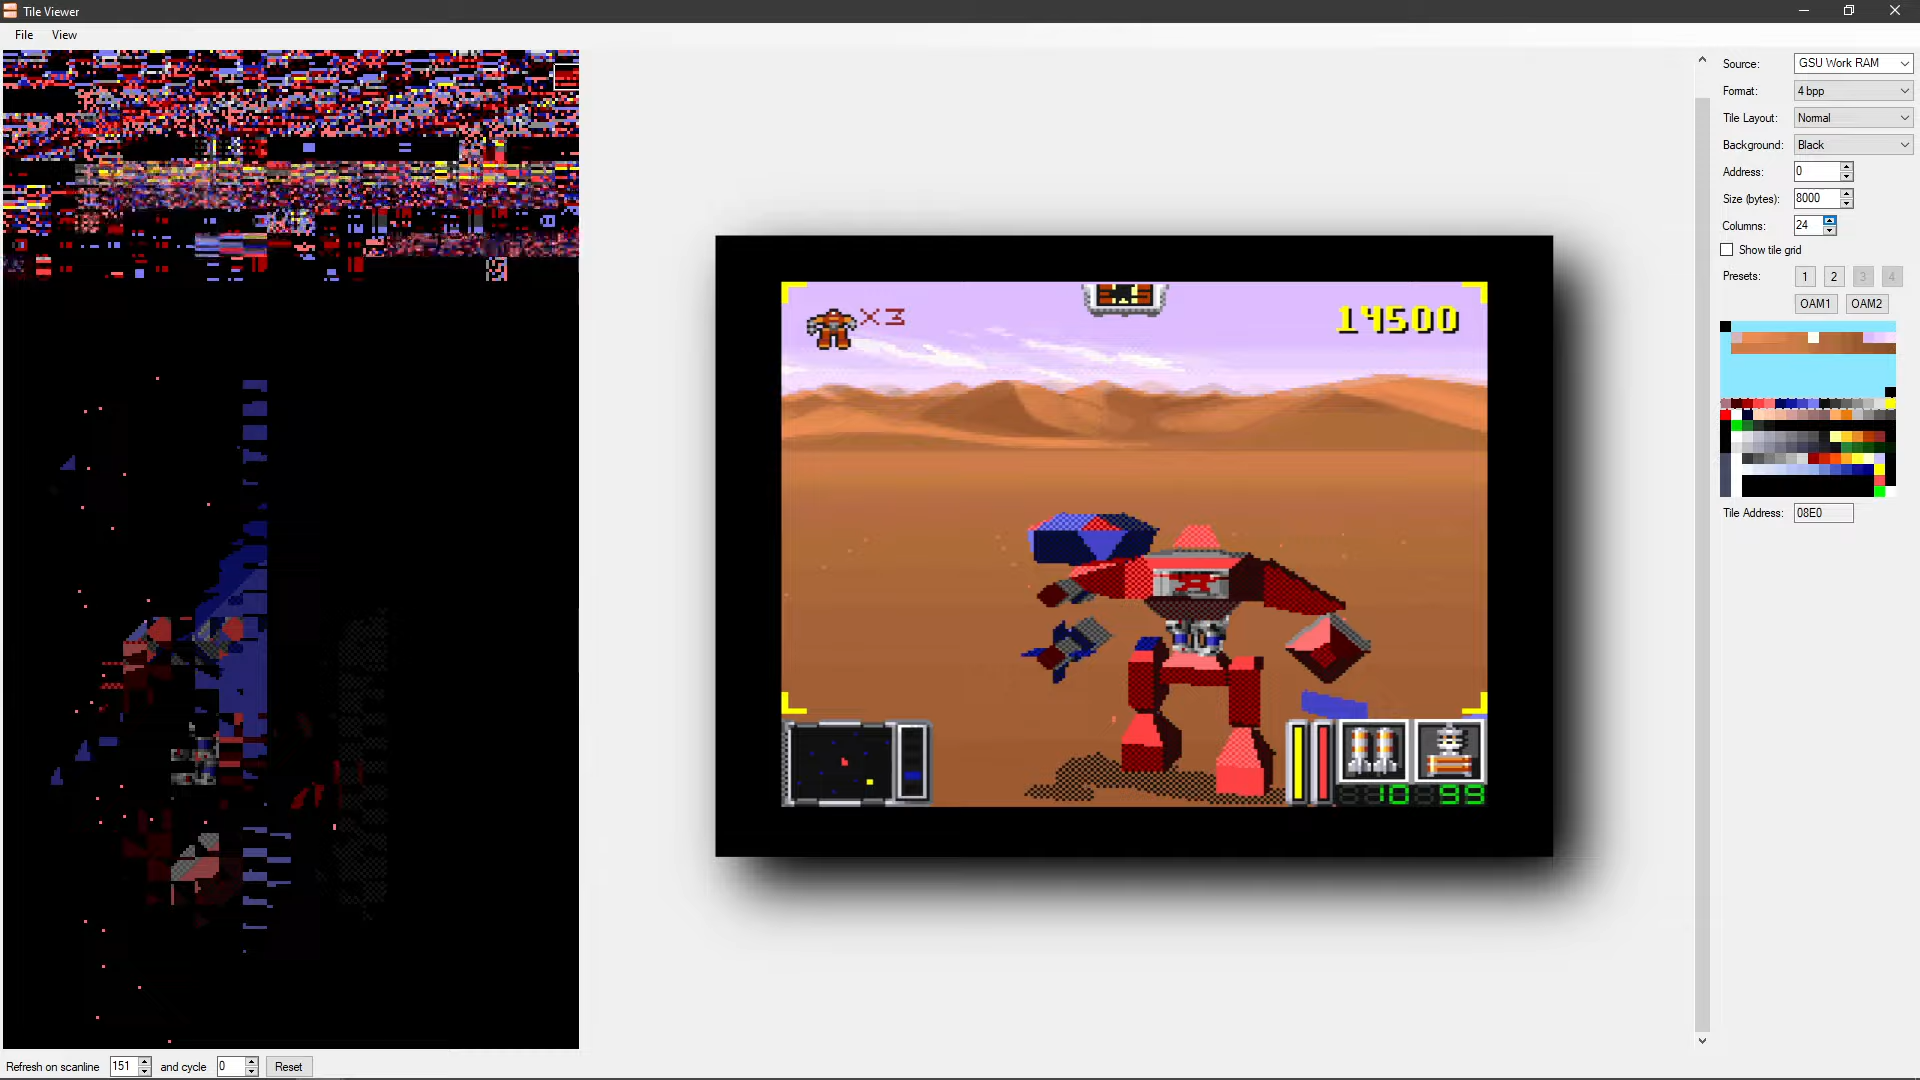 Tile Viewer
File View
Source: GSU Work RAM
Format: 4 bpp
Tile Layout: Normal
Background: Black
Address: 0
Size (bytes): 8000
Columns: 24
Show tile grid
Presets: 1 2 3 4
OAM1 OAM2
Tile Address: 08E0
X3
14500
10 99
Refresh on scanline 151 and cycle 0 Reset